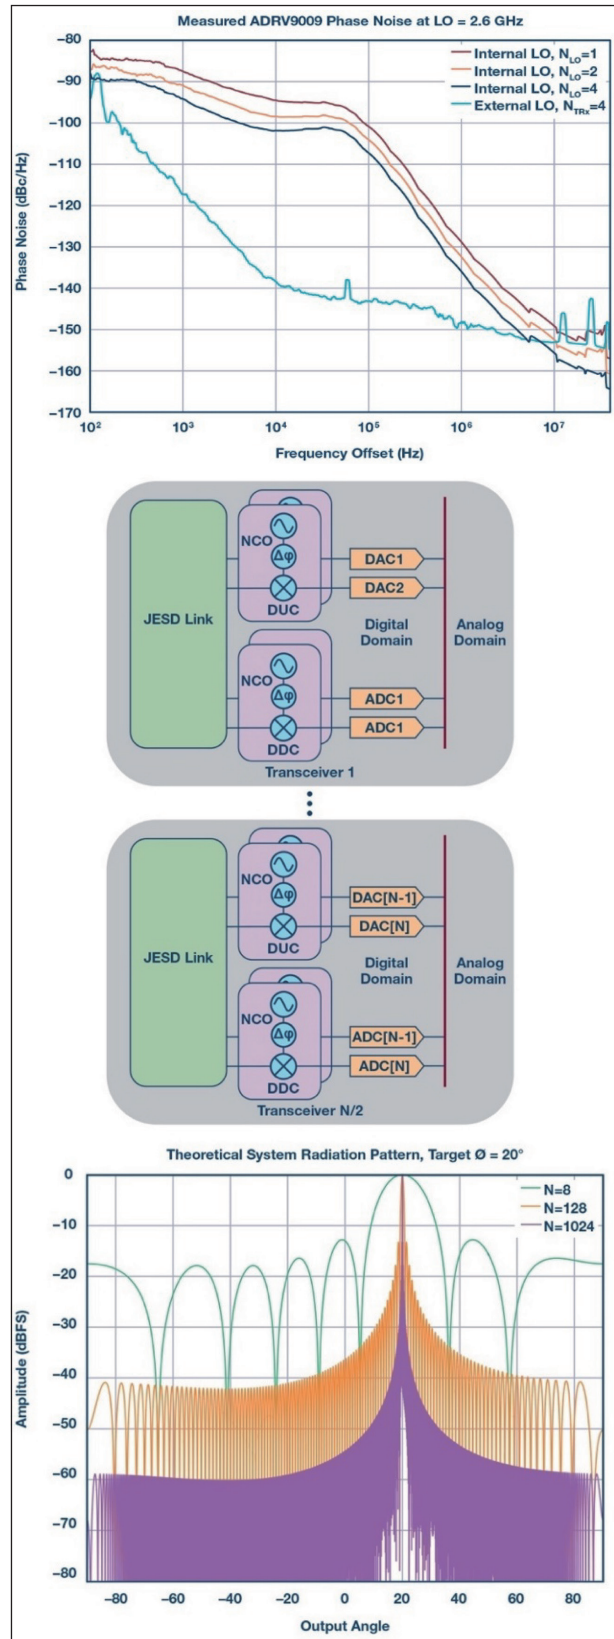 Measured ADRV9009 Phase Noise at LO = 2.6 GHz
Phase Noise (dBc/Hz)
−80
−90
−100
−110
−120
−130
−140
−150
−160
−170
Internal LO, NLO=1
Internal LO, NLO=2
Internal LO, NLO=4
External LO, NTRx=4
10² 10³ 10⁴ 10⁵ 10⁶ 10⁷
Frequency Offset (Hz)
JESD Link
NCO
Δφ
DUC
DAC1
DAC2
Digital
Domain
Analog
Domain
NCO
Δφ
DDC
ADC1
ADC1
Transceiver 1
JESD Link
NCO
Δφ
DUC
DAC[N-1]
DAC[N]
Digital
Domain
Analog
Domain
NCO
Δφ
DDC
ADC[N-1]
ADC[N]
Transceiver N/2
Theoretical System Radiation Pattern, Target Ø = 20°
Amplitude (dBFS)
0
−10
−20
−30
−40
−50
−60
−70
−80
N=8
N=128
N=1024
−80 −60 −40 −20 0 20 40 60 80
Output Angle